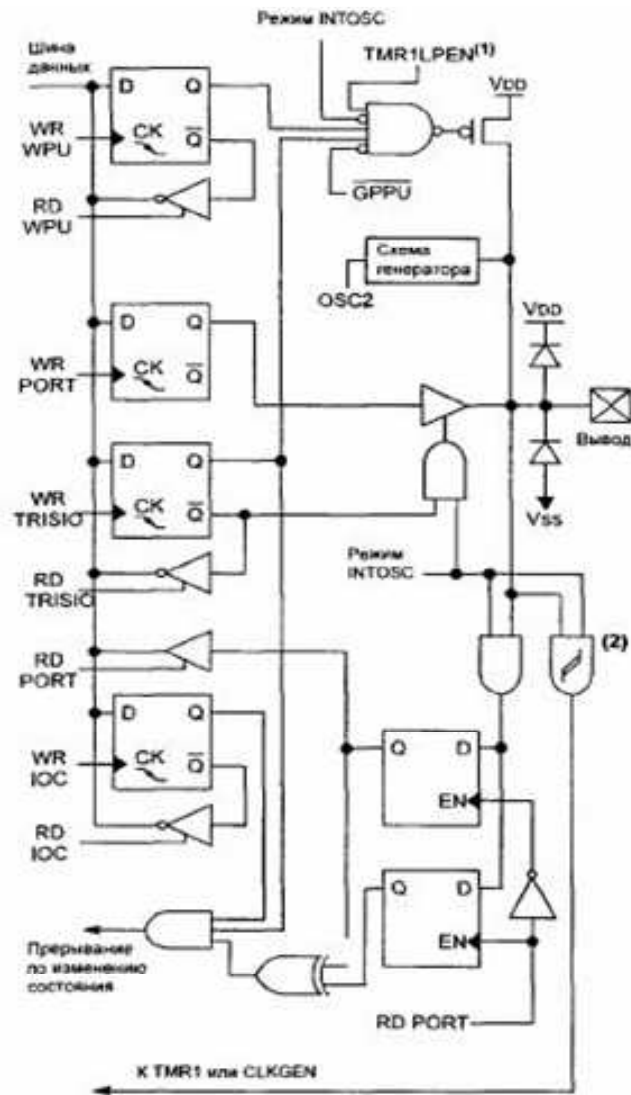 Режим INTOSC
Шина
данных
TMR1LPEN(1)
VDD
D
Q
WR
WPU
CK
Q
RD
WPU
GPPU
Схема
генератора
OSC2
VDD
D
Q
WR
PORT
CK
Q
Вывод
D
Q
VSS
WR
TRISIO
CK
Q
Режим
INTOSC
RD
TRISIO
(2)
RD
PORT
D
Q
Q
D
WR
IOC
CK
Q
EN
RD
IOC
Q
D
EN
Прерывание
по изменению
состояния
RD PORT
К TMR1 или CLKGEN